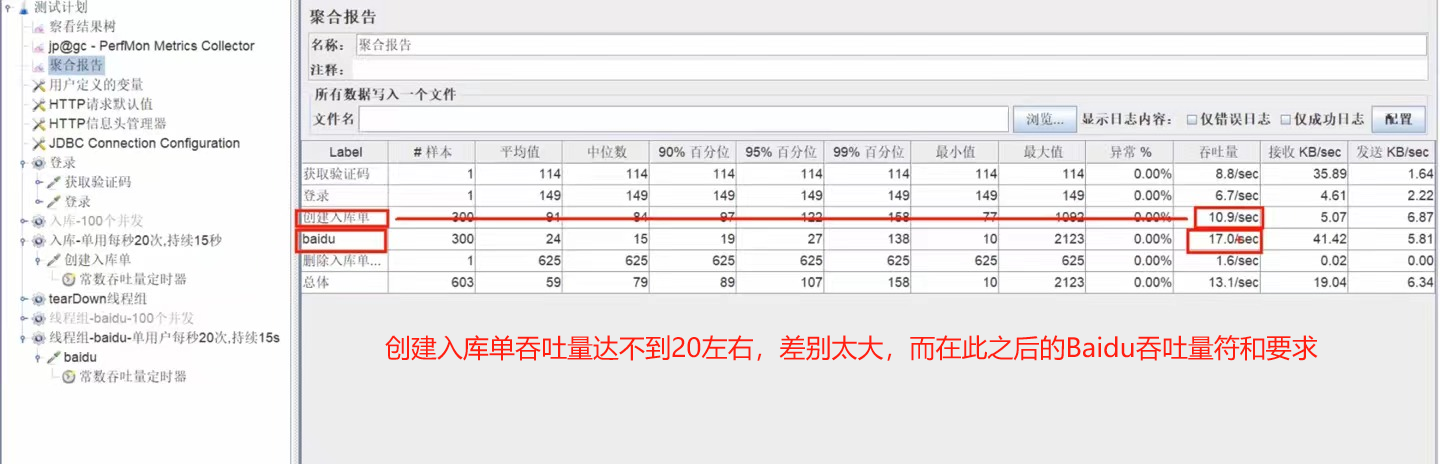 测试计划
察看结果树
jp@gc - PerfMon Metrics Collector
聚合报告
用户定义的变量
HTTP请求默认值
HTTP信息头管理器
JDBC Connection Configuration
登录
获取验证码
登录
入库-100个并发
入库-单用每秒20次,持续15秒
创建入库单
常数吞吐量定时器
tearDown线程组
线程组-baidu-100个并发
线程组-baidu-单用户每秒20次,持续15s
baidu
常数吞吐量定时器
聚合报告
名称： 聚合报告
注释：
所有数据写入一个文件
文件名 浏览... 显示日志内容： 仅错误日志 仅成功日志 配置
Label # 样本 平均值 中位数 90% 百分位 95% 百分位 99% 百分位 最小值 最大值 异常 % 吞吐量 接收 KB/sec 发送 KB/sec
获取验证码 1 114 114 114 114 114 114 114 0.00% 8.8/sec 35.89 1.64
登录 1 149 149 149 149 149 149 149 0.00% 6.7/sec 4.61 2.22
创建入库单 300 91 84 97 122 158 77 1092 0.00% 10.9/sec 5.07 6.87
baidu 300 24 15 19 27 138 10 2123 0.00% 17.0/sec 41.42 5.81
删除入库单... 1 625 625 625 625 625 625 625 0.00% 1.6/sec 0.02 0.00
总体 603 59 79 89 107 158 10 2123 0.00% 13.1/sec 19.04 6.34
创建入库单吞吐量达不到20左右，差别太大，而在此之后的Baidu吞吐量符和要求